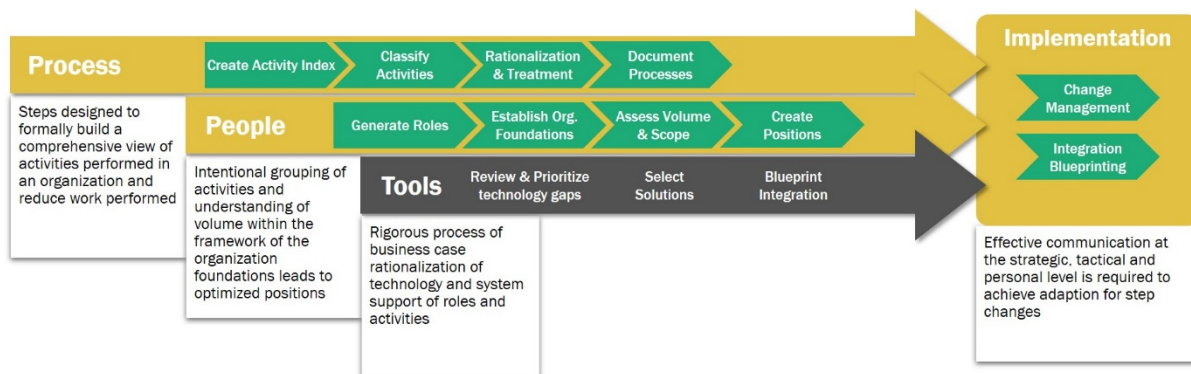 Process
Create Activity Index
Classify
Activities
Rationalization
& Treatment
Document
Processes
Steps designed to
formally build a
comprehensive view of
activities performed in
an organization and
reduce work performed
People
Generate Roles
Establish Org.
Foundations
Assess Volume
& Scope
Create
Positions
Intentional grouping of
activities and
understanding of
volume within the
framework of the
organization
foundations leads to
optimized positions
Tools
Review & Prioritize
technology gaps
Select
Solutions
Blueprint
Integration
Rigorous process of
business case
rationalization of
technology and system
support of roles and
activities
Implementation
Change
Management
Integration
Blueprinting
Effective communication at
the strategic, tactical and
personal level is required to
achieve adaption for step
changes